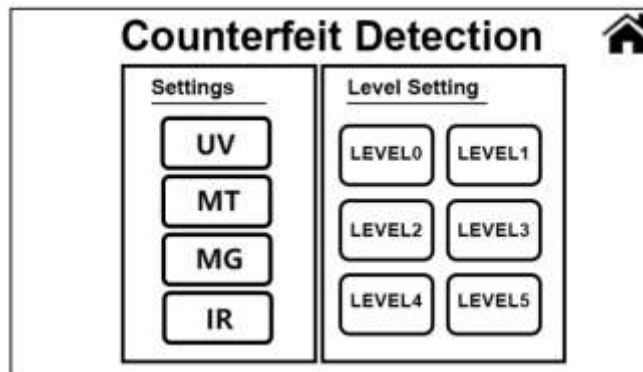 Counterfeit Detection
Settings
UV
MT
MG
IR
Level Setting
LEVEL0 LEVEL1
LEVEL2 LEVEL3
LEVEL4 LEVEL5